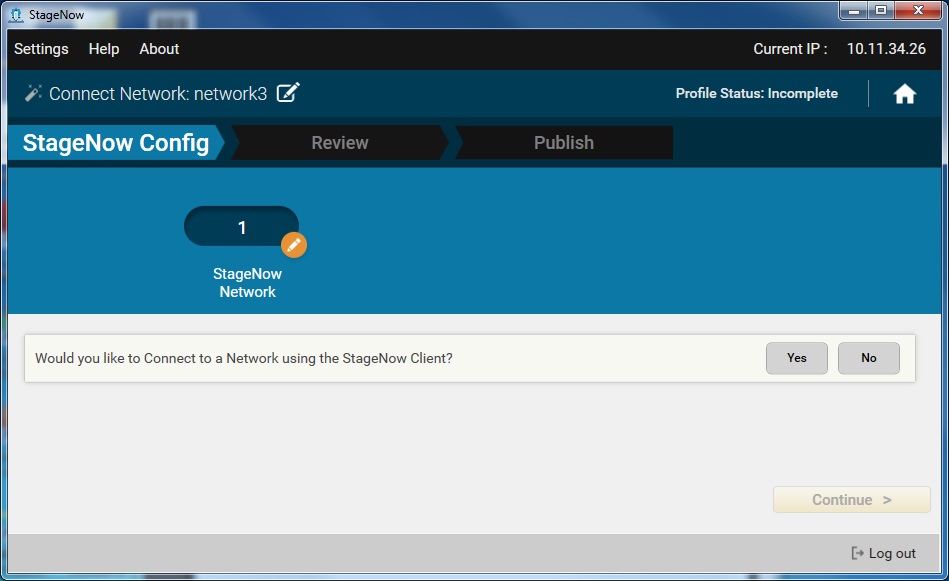 StageNow
Settings Help About Current IP : 10.11.34.26
Connect Network: network3 Profile Status: Incomplete
StageNow Config Review Publish
1
StageNow
Network
Would you like to Connect to a Network using the StageNow Client? Yes No
Continue >
Log out